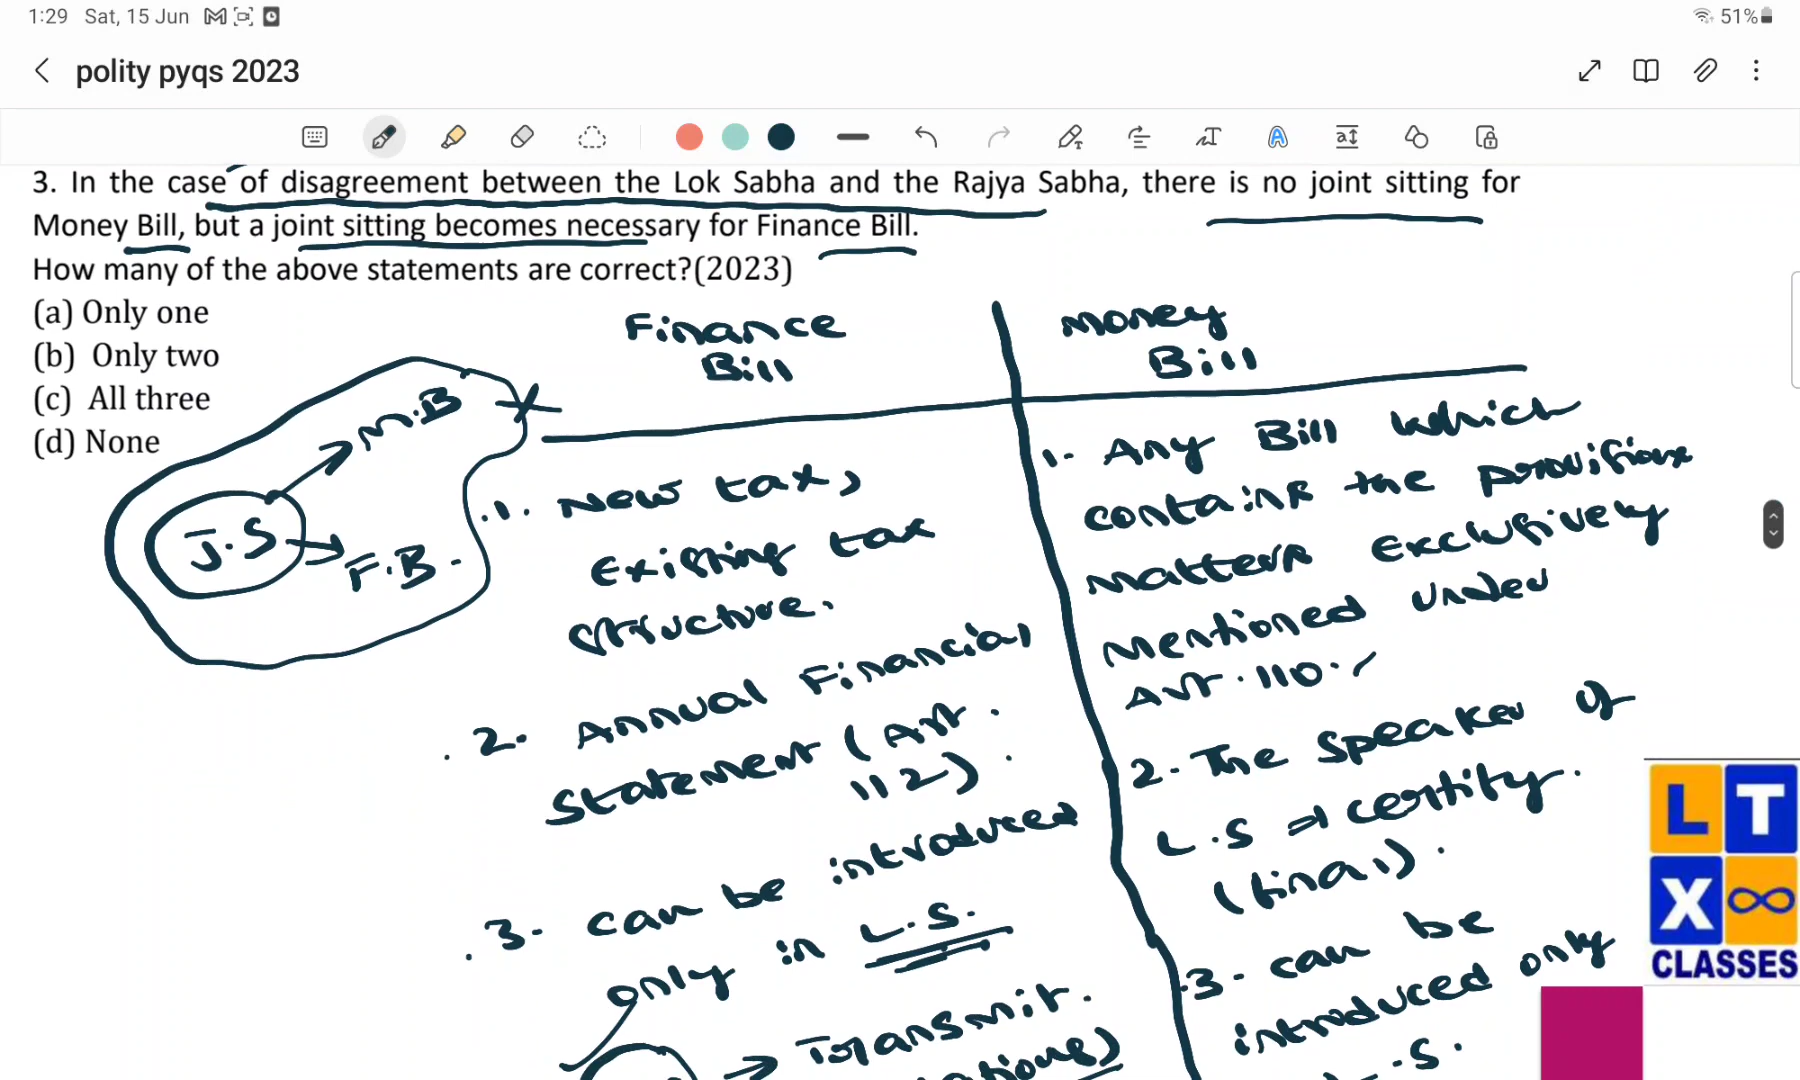 1:29 Sat, 15 Jun
51%
polity pyqs 2023
3. In the case of disagreement between the Lok Sabha and the Rajya Sabha, there is no joint sitting for
Money Bill, but a joint sitting becomes necessary for Finance Bill.
How many of the above statements are correct?(2023)
(a) Only one
(b) Only two
(c) All three
(d) None
J.S
M.B
F.B.
Finance
Bill
1. New tax,
Existing tax
structure.
2. Annual Financial
Statement (Art.
112)
3. can be introduced
only in L.S.
→ Transmit.
Money
Bill
1. Any Bill which
contains the provisions
matters Exclusively
mentioned under
Art. 110.
2. The Speaker of
L.S → certify.
(final).
3. can be
introduced only
L.S.
LT
X∞
CLASSES